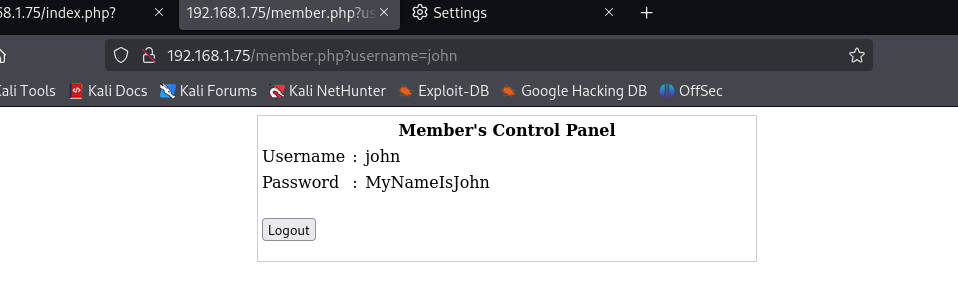 68.1.75/index.php?
192.168.1.75/member.php?us
Settings
192.168.1.75/member.php?username=john
ali Tools
Kali Docs
Kali Forums
Kali NetHunter
Exploit-DB
Google Hacking DB
OffSec
Member's Control Panel
Username : john
Password : MyNameIsJohn
Logout